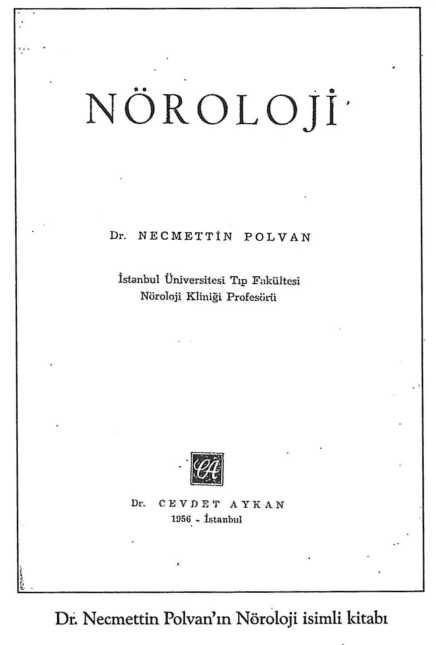 NÖROLOJİ
Dr. NECMETTİN POLVAN
İstanbul Üniversitesi Tıp Fakültesi
Nöroloji Kliniği Profesörü
CA
Dr. CEVDET AYKAN
1956 - İstanbul
Dr. Necmettin Polvan'ın Nöroloji isimli kitabı